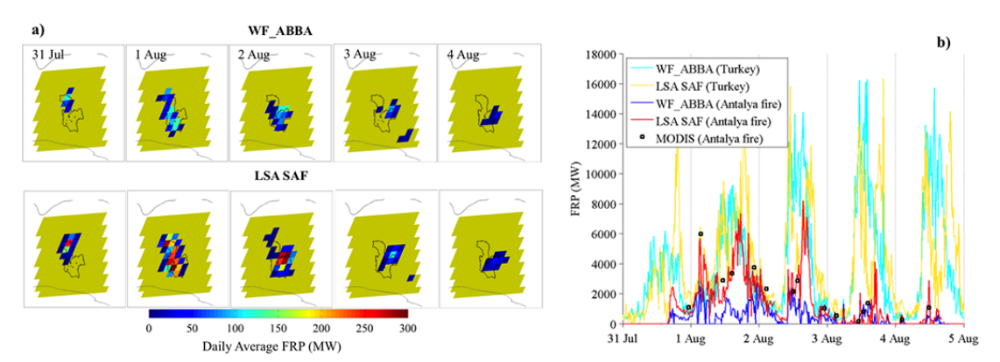 a)
WF_ABBA
31 Jul
1 Aug
2 Aug
3 Aug
4 Aug
LSA SAF
0 50 100 150 200 250 300
Daily Average FRP (MW)
b)
18000
16000
14000
12000
10000
8000
6000
4000
2000
0
FRP (MW)
WF_ABBA (Turkey)
LSA SAF (Turkey)
WF_ABBA (Antalya fire)
LSA SAF (Antalya fire)
MODIS (Antalya fire)
31 Jul 1 Aug 2 Aug 3 Aug 4 Aug 5 Aug